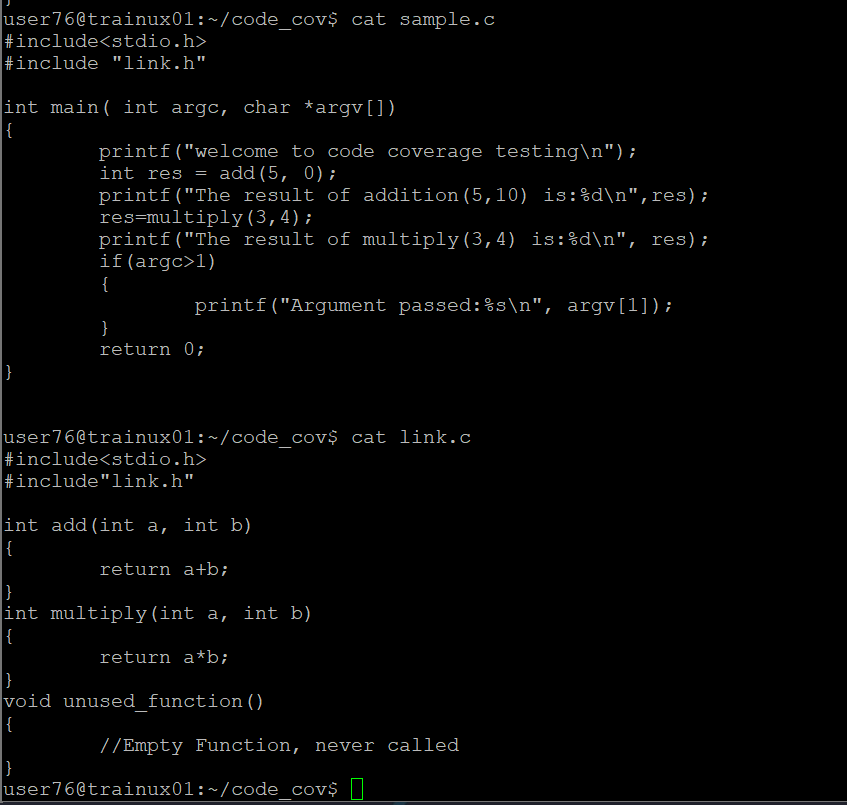 }
user76@trainux01:~/code_cov$ cat sample.c
#include<stdio.h>
#include "link.h"

int main( int argc, char *argv[])
{
        printf("welcome to code coverage testing\n");
        int res = add(5, 0);
        printf("The result of addition(5,10) is:%d\n",res);
        res=multiply(3,4);
        printf("The result of multiply(3,4) is:%d\n", res);
        if(argc>1)
        {
                printf("Argument passed:%s\n", argv[1]);
        }
        return 0;
}


user76@trainux01:~/code_cov$ cat link.c
#include<stdio.h>
#include"link.h"

int add(int a, int b)
{
        return a+b;
}
int multiply(int a, int b)
{
        return a*b;
}
void unused_function()
{
        //Empty Function, never called
}
user76@trainux01:~/code_cov$